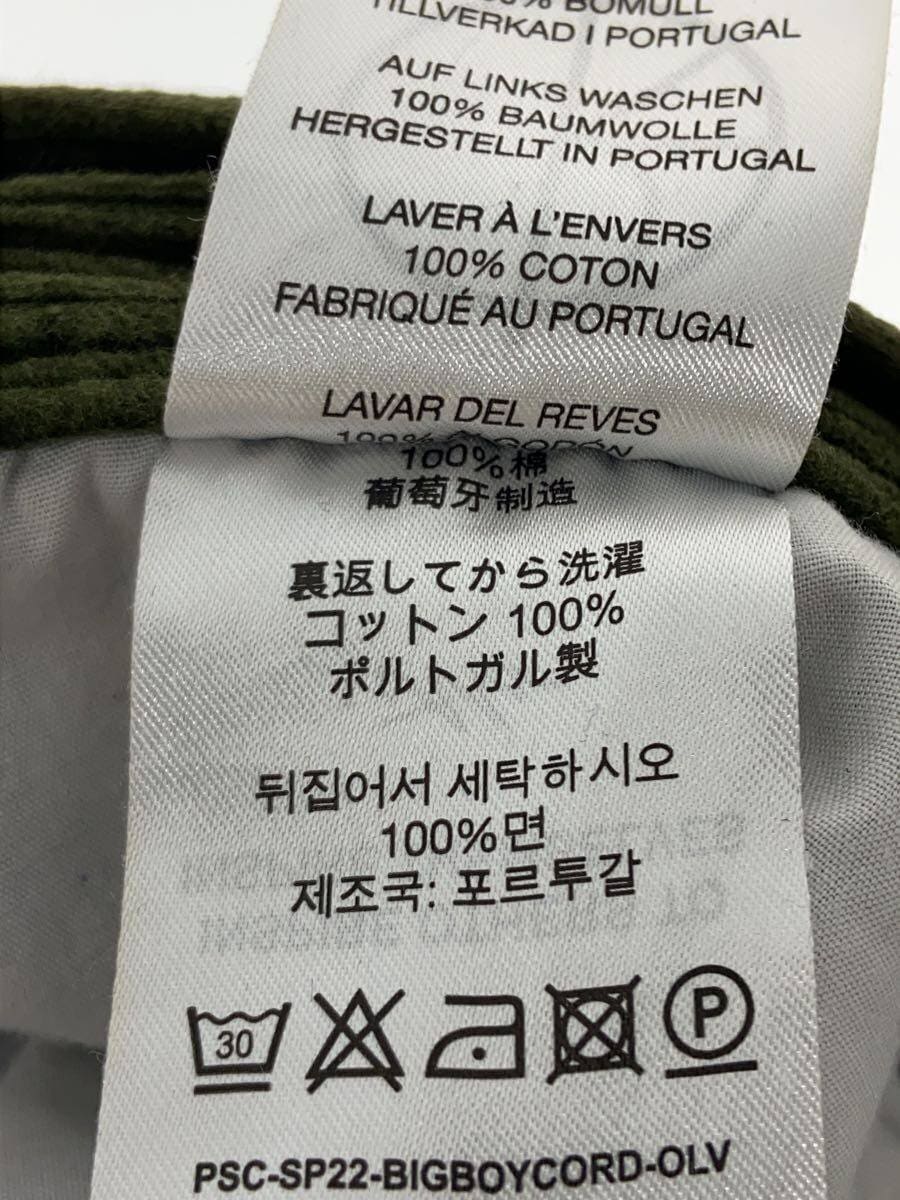 % BOMULL
TILLVERKAD I PORTUGAL
AUF LINKS WASCHEN
100% BAUMWOLLE
HERGESTELLT IN PORTUGAL
LAVER À L'ENVERS
100% COTON
FABRIQUÉ AU PORTUGAL
LAVAR DEL REVES
100% ALGODÓN
100%棉
葡萄牙制造
裏返してから洗濯
コットン 100%
ポルトガル製
뒤집어서 세탁하시오
100%면
제조국: 포르투갈
30
P
PSC-SP22-BIGBOYCORD-OLV